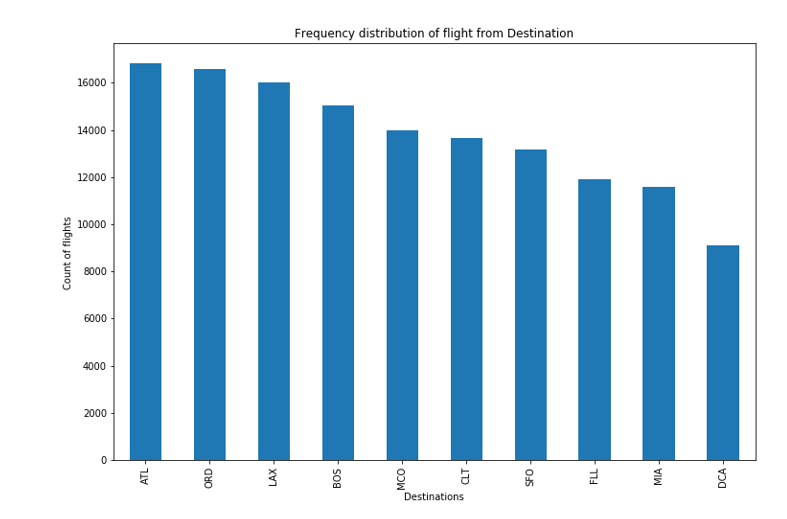 Frequency distribution of flight from Destination
Count of flights
16000
14000
12000
10000
8000
6000
4000
2000
0
ATL ORD LAX BOS MCO CLT SFO FLL MIA DCA
Destinations